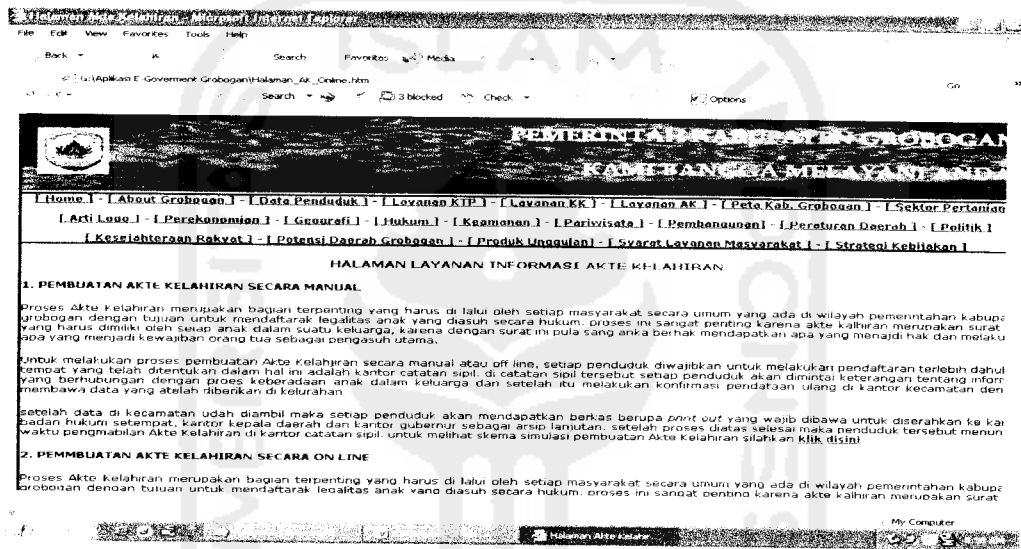 Halaman Akte Kelahiran - Microsoft Internet Explorer
File Edit View Favorites Tools Help
Back Search Favorites Media
G:\Aplikasi E-Goverment Grobogan\Halaman_AK_Online.htm Go
Search 3 blocked Check Options
PEMERINTAH KABUPATEN GROBOGAN
KAMI BANGGA MELAYANI ANDA
[ Home ] - [ About Grobogan ] - [ Data Penduduk ] - [ Layanan KTP ] - [ Layanan KK ] - [ Layanan AK ] - [ Peta Kab. Grobogan ] - [ Sektor Pertanian
[ Arti Logo ] - [ Perekonomian ] - [ Geografi ] - [ Hukum ] - [ Keamanan ] - [ Pariwisata ] - [ Pembangunan] - [ Peraturan Daerah ] - [ Politik ]
[ Kesejahteraan Rakyat ] - [ Potensi Daerah Grobogan ] - [ Produk Unggulan] - [ Syarat Layanan Masyarakat ] - [ Strategi Kebijakan ]
HALAMAN LAYANAN INFORMASI AKTE KELAHIRAN
1. PEMBUATAN AKTE KELAHIRAN SECARA MANUAL
Proses Akte Kelahiran merupakan bagian terpenting yang harus di lalui oleh setiap masyarakat secara umum yang ada di wilayah pemerintahan kabupa
grobogan dengan tujuan untuk mendaftarak legalitas anak yang diasuh secara hukum. proses ini sangat penting karena akte kalhiran merupakan surat
yang harus dimiliki oleh setiap anak dalam suatu keluarga, karena dengan surat ini pula sang anka berhak mendapatkan apa yang menajdi hak dan melaku
apa yang menjadi kewajiban orang tua sebagai pengasuh utama.
Untuk melakukan proses pembuatan Akte Kelahiran secara manual atau off line, setiap penduduk diwajibkan untuk melakukan pendaftaran terlebih dahul
tempat yang telah ditentukan dalam hal ini adalah kantor catatan sipil. di catatan sipil tersebut setiap penduduk akan dimintai keterangan tentang inforr
yang berhubungan dengan proes keberadaan anak dalam keluarga dan setelah itu melakukan konfirmasi pendataan ulang di kantor kecamatan den
membawa data yang atelah diberikan di kelurahan
setelah data di kecamatan udah diambil maka setiap penduduk akan mendapatkan berkas berupa print out yang wajib dibawa untuk diserahkan ke kai
badan hukum setempat, kantor kepala daerah dan kantor gubernur sebagai arsip lanjutan. setelah proses diatas selesai maka penduduk tersebut menun
waktu pengmabilan Akte Kelahiran di kantor catatan sipil. untuk melihat skema simulasi pembuatan Akte Kelahiran silahkan klik disini
2. PEMMBUATAN AKTE KELAHIRAN SECARA ON LINE
Proses Akte Kelahiran merupakan bagian terpenting yang harus di lalui oleh setiap masyarakat secara umum yang ada di wilayah pemerintahan kabupa
grobogan dengan tujuan untuk mendaftarak legalitas anak yang diasuh secara hukum. proses ini sangat penting karena akte kalhiran merupakan surat
My Computer
Halaman Akte Kelahir